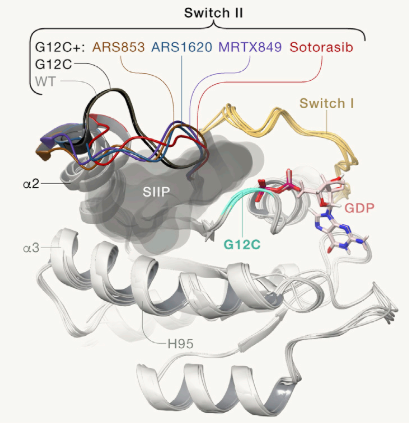 Switch II
G12C+: ARS853 ARS1620 MRTX849 Sotorasib
G12C
WT
Switch I
α2
SIIP
GDP
G12C
α3
H95